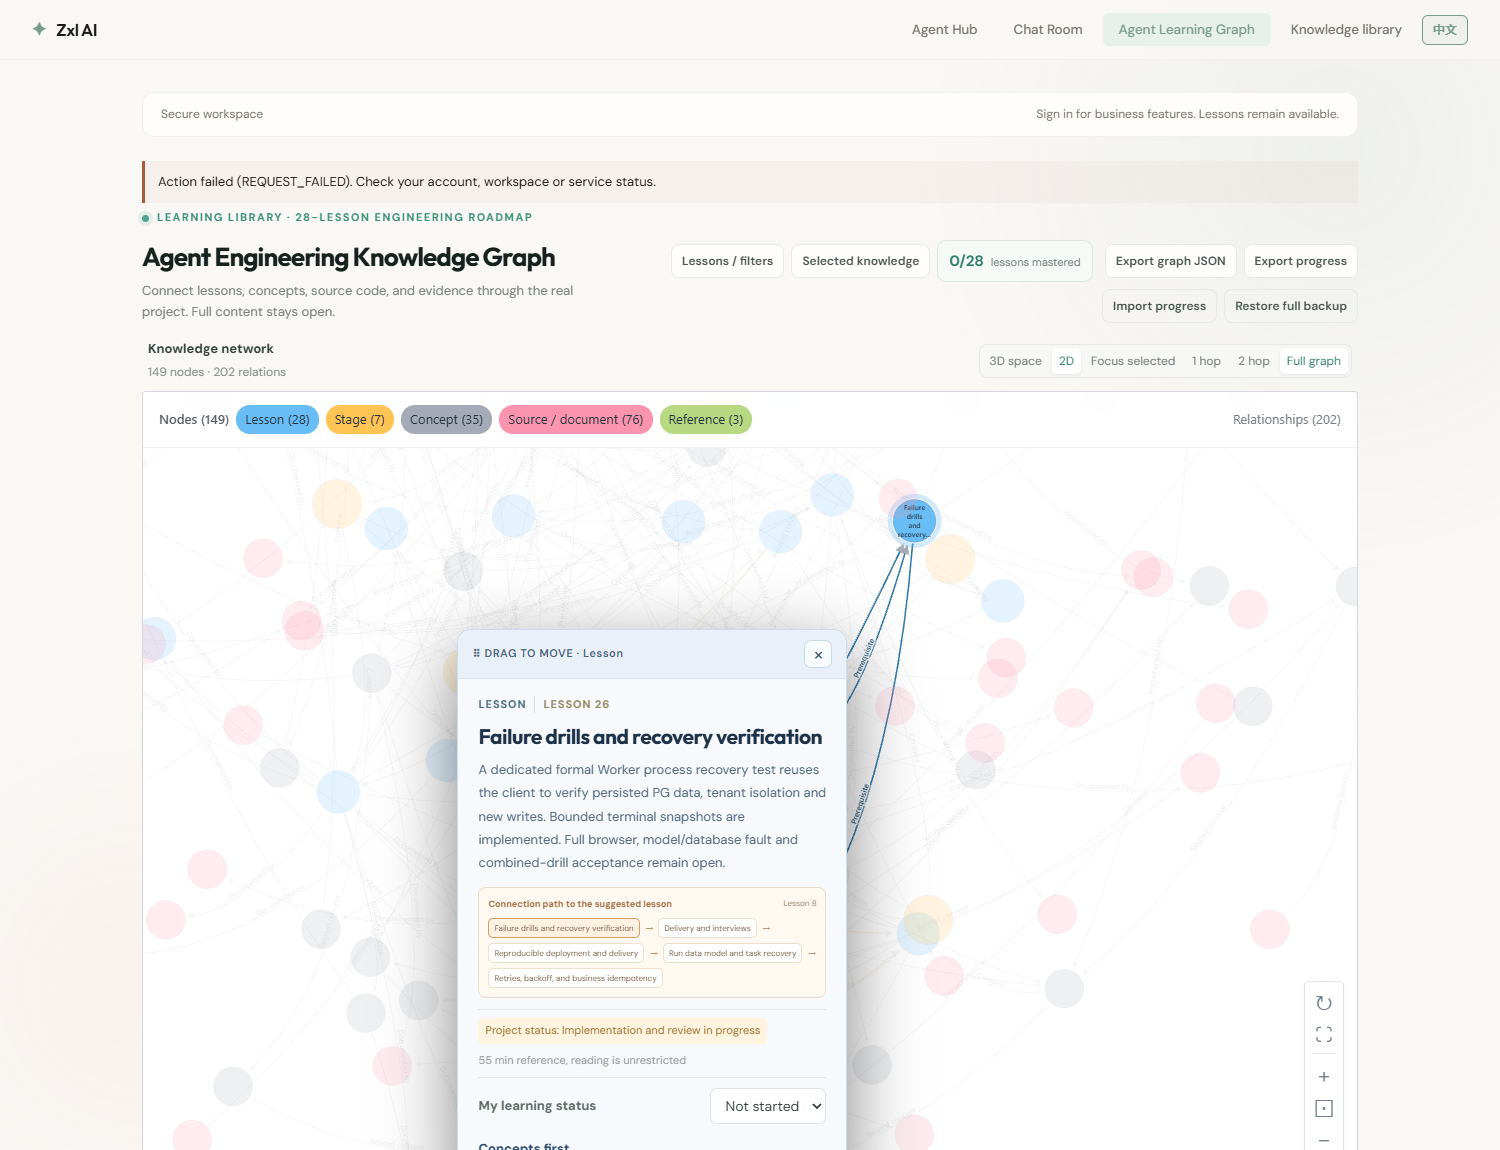 Zxl AI
Agent Hub
Chat Room
Agent Learning Graph
Knowledge library
中文
Secure workspace
Sign in for business features. Lessons remain available.
Action failed (REQUEST_FAILED). Check your account, workspace or service status.
LEARNING LIBRARY · 28-LESSON ENGINEERING ROADMAP
Agent Engineering Knowledge Graph
Connect lessons, concepts, source code, and evidence through the real
project. Full content stays open.
Lessons / filters
Selected knowledge
0/28 lessons mastered
Export graph JSON
Export progress
Import progress
Restore full backup
Knowledge network
149 nodes · 202 relations
3D space
2D
Focus selected
1 hop
2 hop
Full graph
Nodes (149)
Lesson (28)
Stage (7)
Concept (35)
Source / document (76)
Reference (3)
Relationships (202)
Failure
drills
and
recovery...
Prerequisite
Prerequisite
⠿ DRAG TO MOVE · Lesson
×
LESSON
LESSON 26
Failure drills and recovery verification
A dedicated formal Worker process recovery test reuses
the client to verify persisted PG data, tenant isolation and
new writes. Bounded terminal snapshots are
implemented. Full browser, model/database fault and
combined-drill acceptance remain open.
Connection path to the suggested lesson
Lesson 8
Failure drills and recovery verification → Delivery and interviews →
Reproducible deployment and delivery → Run data model and task recovery →
Retries, backoff, and business idempotency
Project status: Implementation and review in progress
55 min reference, reading is unrestricted
My learning status
Not started
Concepts first